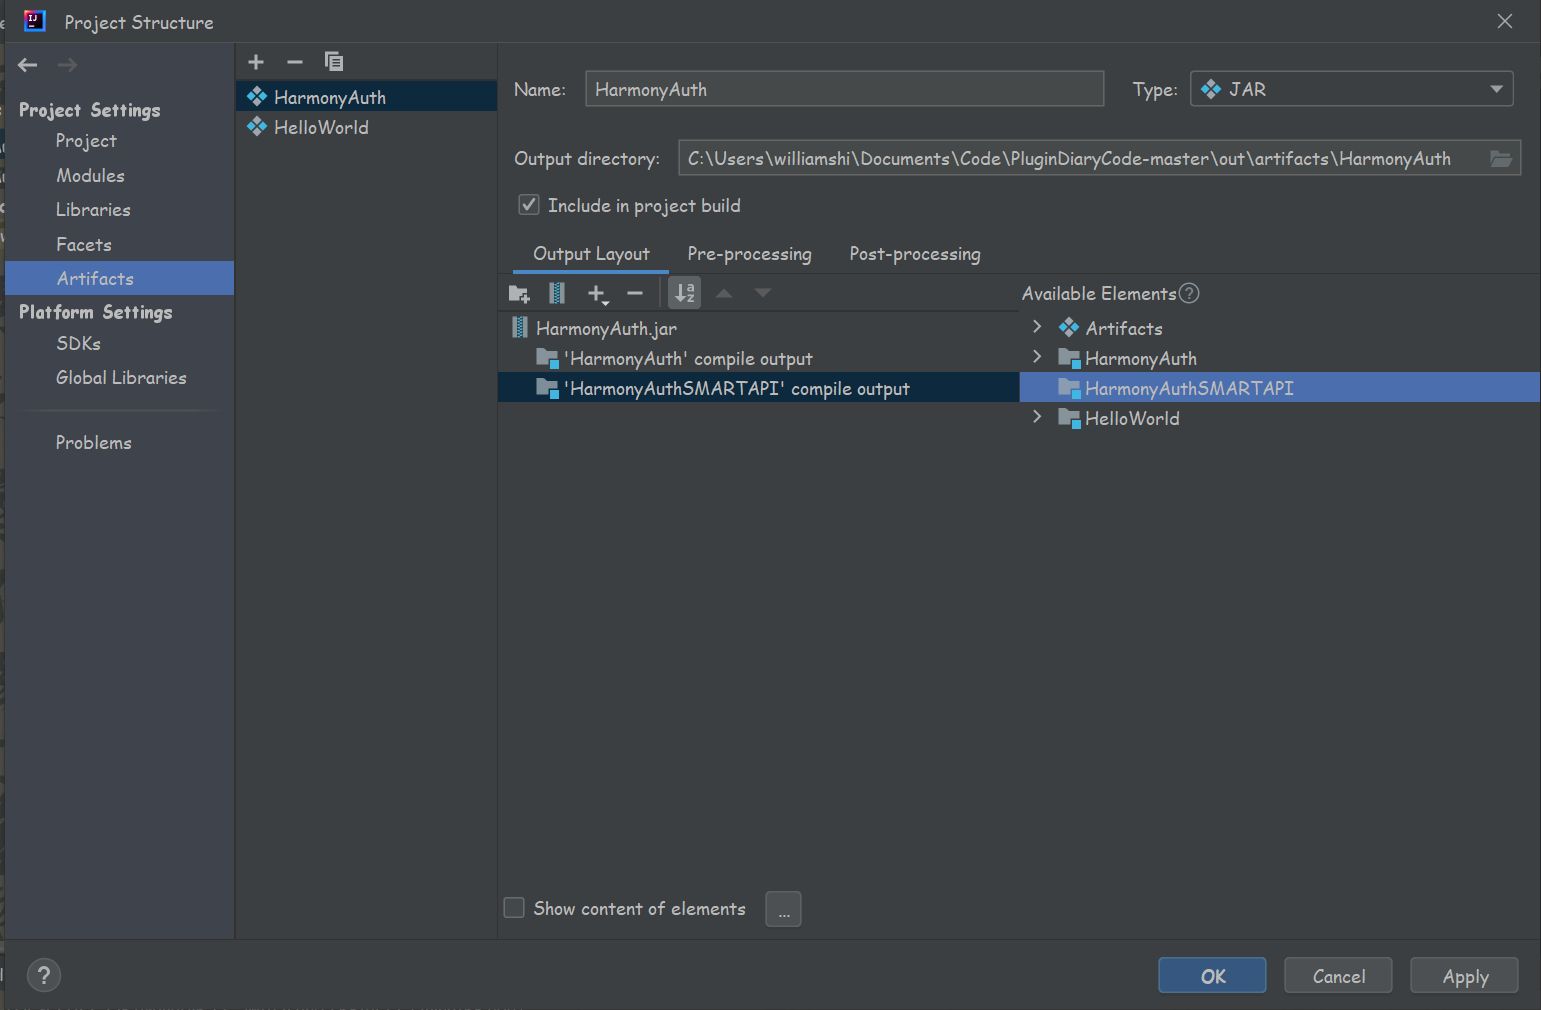 Project Structure
Project Settings
Project
Modules
Libraries
Facets
Artifacts
Platform Settings
SDKs
Global Libraries
Problems
HarmonyAuth
HelloWorld
Name: HarmonyAuth Type: JAR
Output directory: C:\Users\williamshi\Documents\Code\PluginDiaryCode-master\out\artifacts\HarmonyAuth
Include in project build
Output Layout Pre-processing Post-processing
Available Elements ?
HarmonyAuth.jar
'HarmonyAuth' compile output
'HarmonyAuthSMARTAPI' compile output
Artifacts
HarmonyAuth
HarmonyAuthSMARTAPI
HelloWorld
Show content of elements ...
? OK Cancel Apply